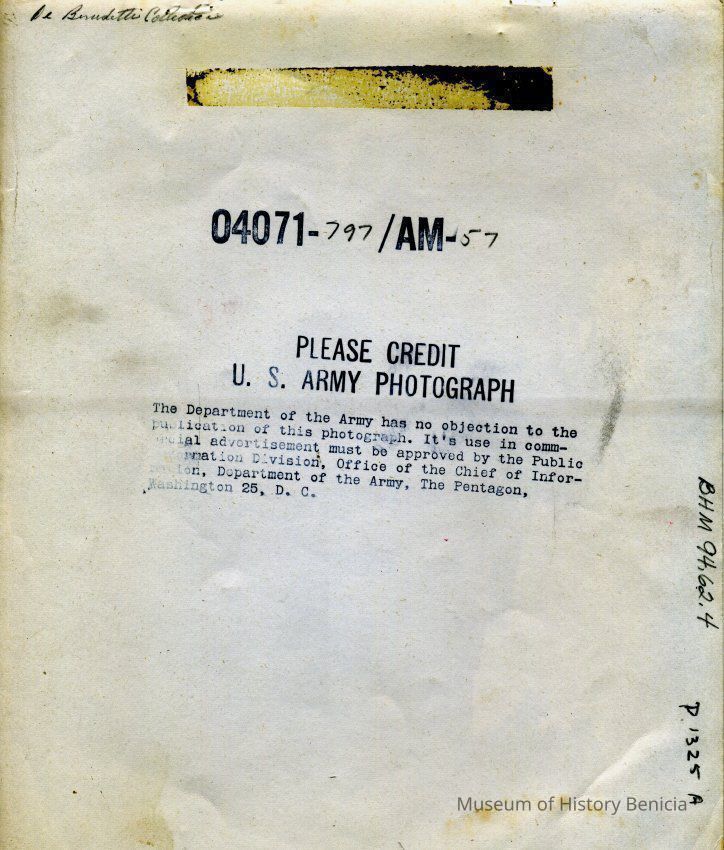 De Benedetti Collection
04071-797/AM-57
PLEASE CREDIT
U. S. ARMY PHOTOGRAPH
The Department of the Army has no objection to the
publication of this photograph. It's use in comm-
ercial advertisement must be approved by the Public
Information Division, Office of the Chief of Infor-
mation, Department of the Army, The Pentagon,
Washington 25, D. C.
BHM 94.62.4
P 1325 A
Museum of History Benicia